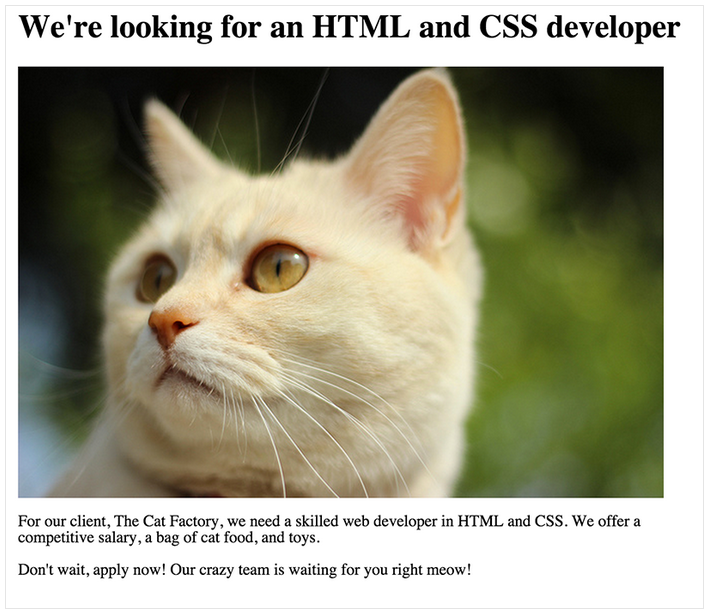 We're looking for an HTML and CSS developer
For our client, The Cat Factory, we need a skilled web developer in HTML and CSS. We offer a
competitive salary, a bag of cat food, and toys.
Don't wait, apply now! Our crazy team is waiting for you right meow!